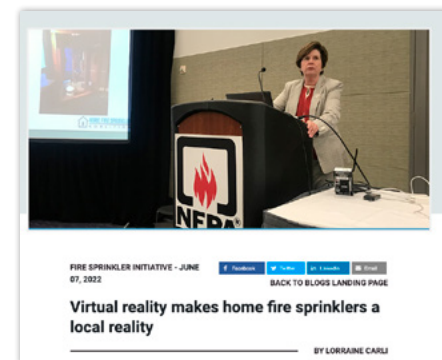 NFPA
FIRE SPRINKLER INITIATIVE - JUNE
07, 2022
Facebook Twitter LinkedIn Email
BACK TO BLOGS LANDING PAGE
Virtual reality makes home fire sprinklers a
local reality
BY LORRAINE CARLI